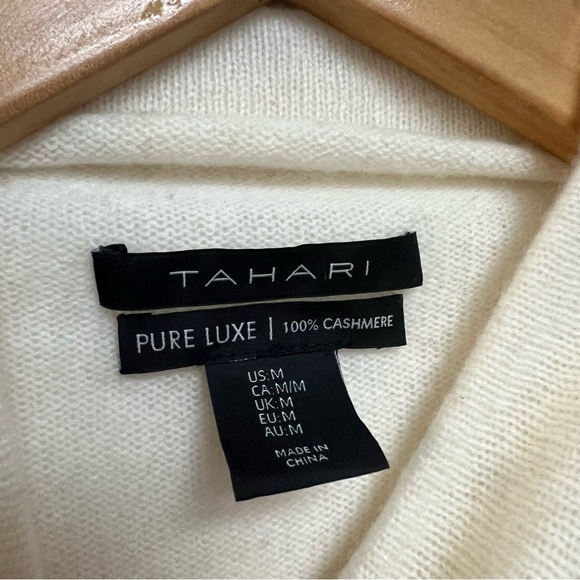 TAHARI
PURE LUXE | 100% CASHMERE
US:M
CA:M/M
UK:M
EU:M
AU:M
MADE IN
CHINA